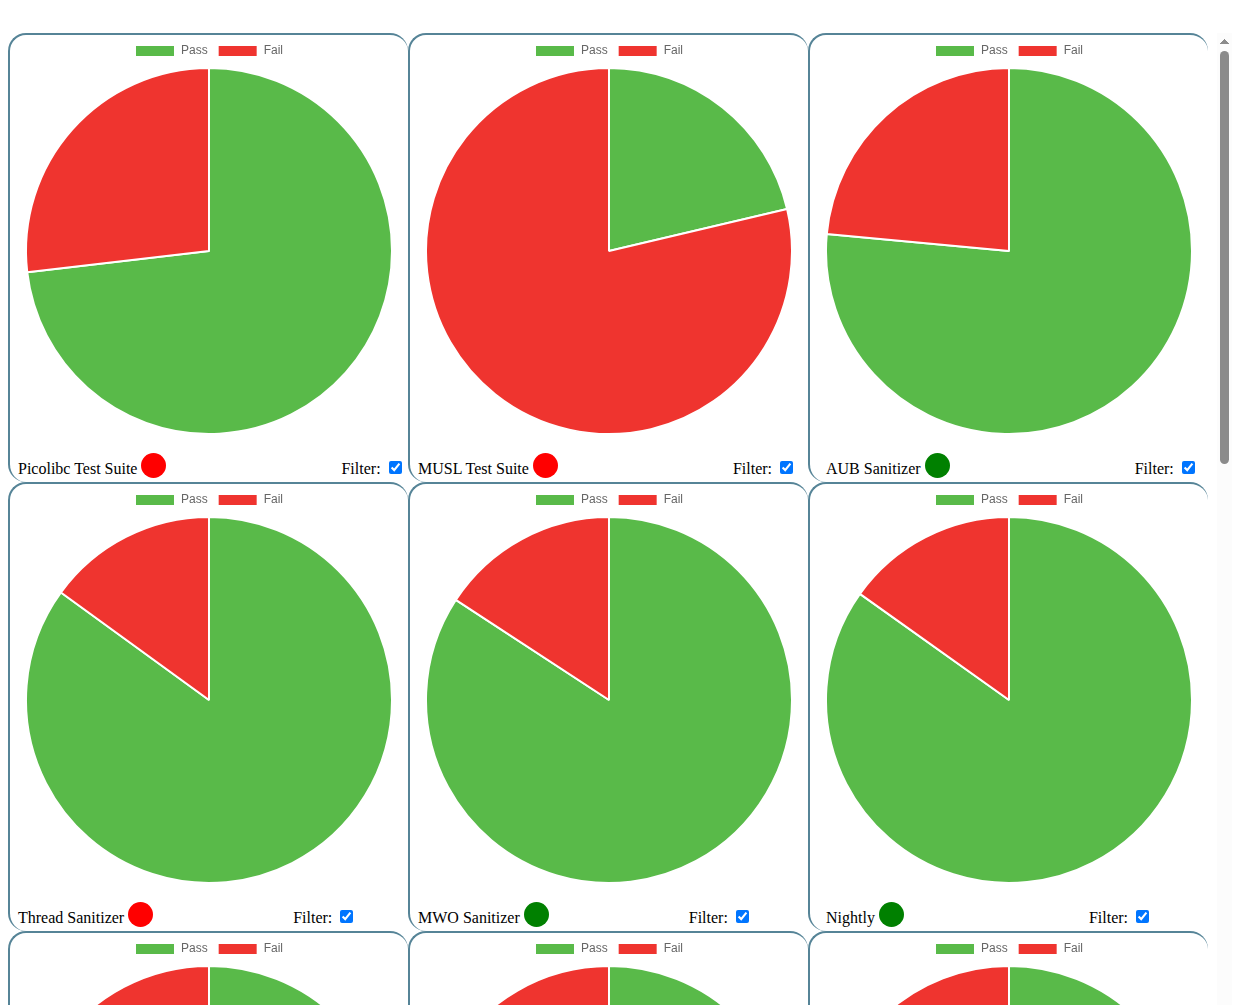 Pass Fail
Pass Fail
Pass Fail
Picolibc Test Suite Filter:
MUSL Test Suite Filter:
AUB Sanitizer Filter:
Pass Fail
Pass Fail
Pass Fail
Thread Sanitizer Filter:
MWO Sanitizer Filter:
Nightly Filter:
Pass Fail
Pass Fail
Pass Fail